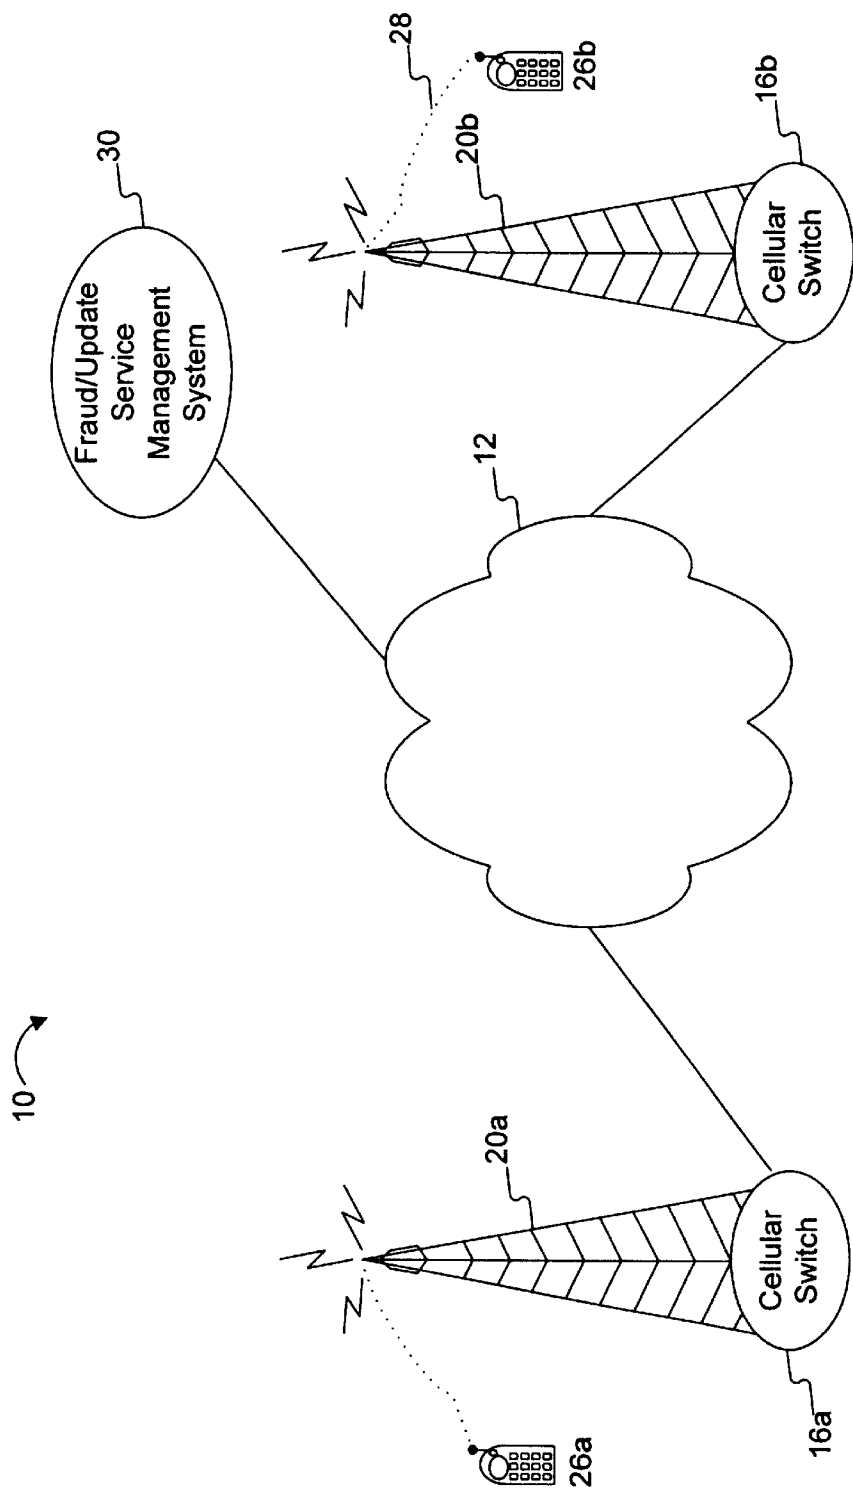 10
30
Fraud/Update
Service
Management
System
28
26b
20b
16b
Cellular
Switch
12
20a
26a
Cellular
Switch
16a